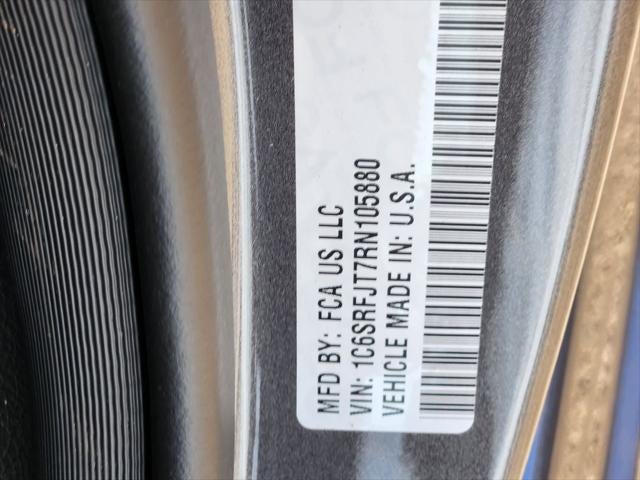 MFD BY: FCA US LLC
VIN: 1C6SRFJT7RN105880
VEHICLE MADE IN: U.S.A.